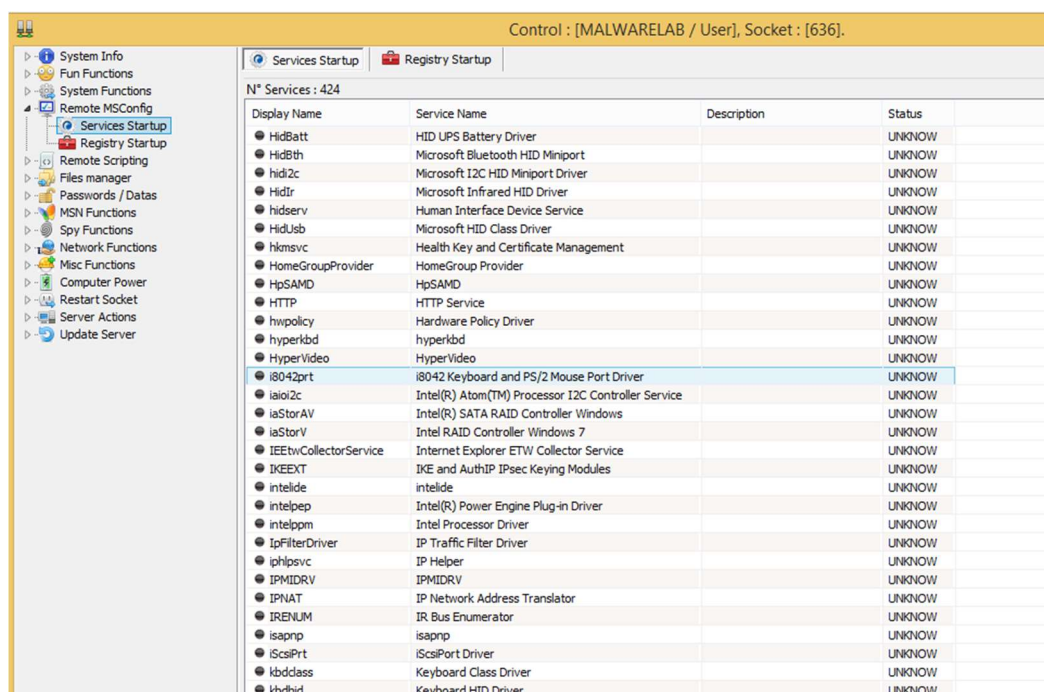 Control : [MALWARELAB / User], Socket : [636].
System Info
Fun Functions
System Functions
Remote MSConfig
Services Startup
Registry Startup
Remote Scripting
Files manager
Passwords / Datas
MSN Functions
Spy Functions
Network Functions
Misc Functions
Computer Power
Restart Socket
Server Actions
Update Server
Services Startup Registry Startup
N° Services : 424
Display Name Service Name Description Status
HidBatt HID UPS Battery Driver UNKNOW
HidBth Microsoft Bluetooth HID Miniport UNKNOW
hidi2c Microsoft I2C HID Miniport Driver UNKNOW
HidIr Microsoft Infrared HID Driver UNKNOW
hidserv Human Interface Device Service UNKNOW
HidUsb Microsoft HID Class Driver UNKNOW
hkmsvc Health Key and Certificate Management UNKNOW
HomeGroupProvider HomeGroup Provider UNKNOW
HpSAMD HpSAMD UNKNOW
HTTP HTTP Service UNKNOW
hwpolicy Hardware Policy Driver UNKNOW
hyperkbd hyperkbd UNKNOW
HyperVideo HyperVideo UNKNOW
i8042prt i8042 Keyboard and PS/2 Mouse Port Driver UNKNOW
iaioi2c Intel(R) Atom(TM) Processor I2C Controller Service UNKNOW
iaStorAV Intel(R) SATA RAID Controller Windows UNKNOW
iaStorV Intel RAID Controller Windows 7 UNKNOW
IEEtwCollectorService Internet Explorer ETW Collector Service UNKNOW
IKEEXT IKE and AuthIP IPsec Keying Modules UNKNOW
intelide intelide UNKNOW
intelpep Intel(R) Power Engine Plug-in Driver UNKNOW
intelppm Intel Processor Driver UNKNOW
IpFilterDriver IP Traffic Filter Driver UNKNOW
iphlpsvc IP Helper UNKNOW
IPMIDRV IPMIDRV UNKNOW
IPNAT IP Network Address Translator UNKNOW
IRENUM IR Bus Enumerator UNKNOW
isapnp isapnp UNKNOW
iScsiPrt iScsiPort Driver UNKNOW
kbdclass Keyboard Class Driver UNKNOW
kbdhid Keyboard HID Driver UNKNOW